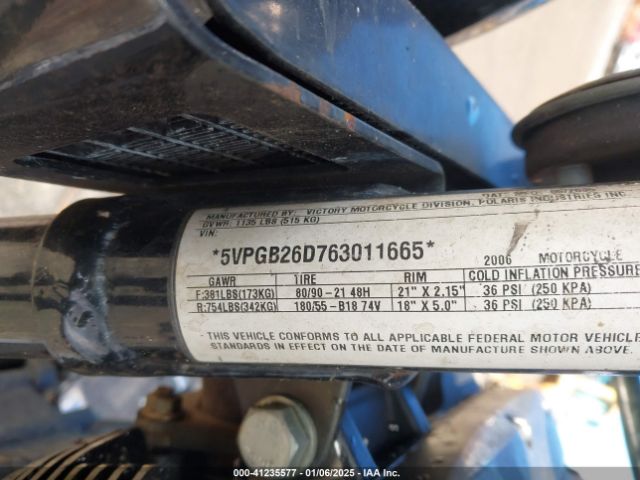 MANUFACTURED BY: VICTORY MOTORCYCLE DIVISION, POLARIS INDUSTRIES INC
GVWR: 1135 LBS (515 KG)
VIN:
*5VPGB26D763011665* 2006 MOTORCYCLE
GAWR TIRE RIM COLD INFLATION PRESSURE
F:381LBS(173KG) 80/90 -21 48H 21" X 2.15" 36 PSI (250 KPA)
R:754LBS(342KG) 180/55 -B18 74V 18" X 5.0" 36 PSI (250 KPA)
THIS VEHICLE CONFORMS TO ALL APPLICABLE FEDERAL MOTOR VEHICLE
STANDARDS IN EFFECT ON THE DATE OF MANUFACTURE SHOWN ABOVE.
000-41235577 - 01/06/2025 - IAA Inc.